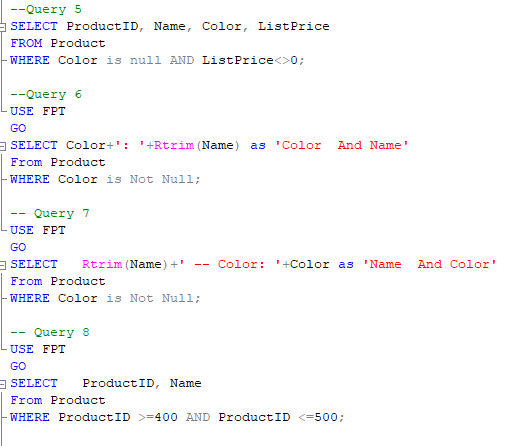 --Query 5
SELECT ProductID, Name, Color, ListPrice
FROM Product
WHERE Color is null AND ListPrice<>0;
--Query 6
USE FPT
GO
SELECT Color+': '+Rtrim(Name) as 'Color  And Name'
From Product
WHERE Color is Not Null;
-- Query 7
USE FPT
GO
SELECT   Rtrim(Name)+' -- Color: '+Color as 'Name  And Color'
From Product
WHERE Color is Not Null;
-- Query 8
USE FPT
GO
SELECT   ProductID, Name
From Product
WHERE ProductID >=400 AND ProductID <=500;